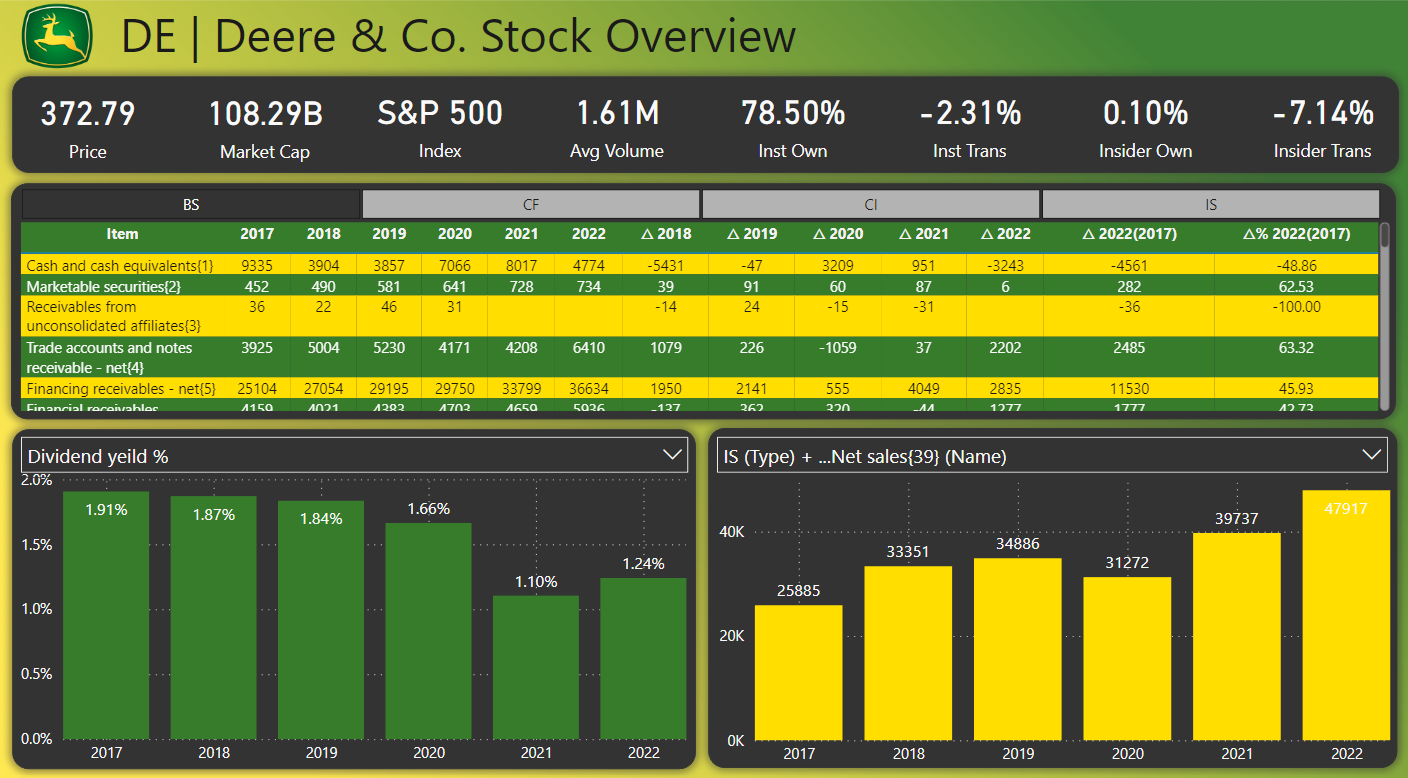 DE | Deere & Co. Stock Overview
372.79 108.29B S&P 500 1.61M 78.50% -2.31% 0.10% -7.14%
Price Market Cap Index Avg Volume Inst Own Inst Trans Insider Own Insider Trans
BS CF CI IS
Item 2017 2018 2019 2020 2021 2022 △ 2018 △ 2019 △ 2020 △ 2021 △ 2022 △ 2022(2017) △% 2022(2017)
Cash and cash equivalents{1} 9335 3904 3857 7066 8017 4774 -5431 -47 3209 951 -3243 -4561 -48.86
Marketable securities{2} 452 490 581 641 728 734 39 91 60 87 6 282 62.53
Receivables from 36 22 46 31 -14 24 -15 -31 -36 -100.00
unconsolidated affiliates{3}
Trade accounts and notes 3925 5004 5230 4171 4208 6410 1079 226 -1059 37 2202 2485 63.32
receivable - net{4}
Financing receivables - net{5} 25104 27054 29195 29750 33799 36634 1950 2141 555 4049 2835 11530 45.93
Financial receivables 4159 4021 4383 4703 4659 5936 -137 362 320 -44 1277 1777 42.73
Dividend yeild %
2.0%
1.5%
1.0%
0.5%
0.0%
1.91%
1.87%
1.84%
1.66%
1.10%
1.24%
2017 2018 2019 2020 2021 2022
IS (Type) + ...Net sales{39} (Name)
40K
20K
0K
25885
33351
34886
31272
39737
47917
2017 2018 2019 2020 2021 2022